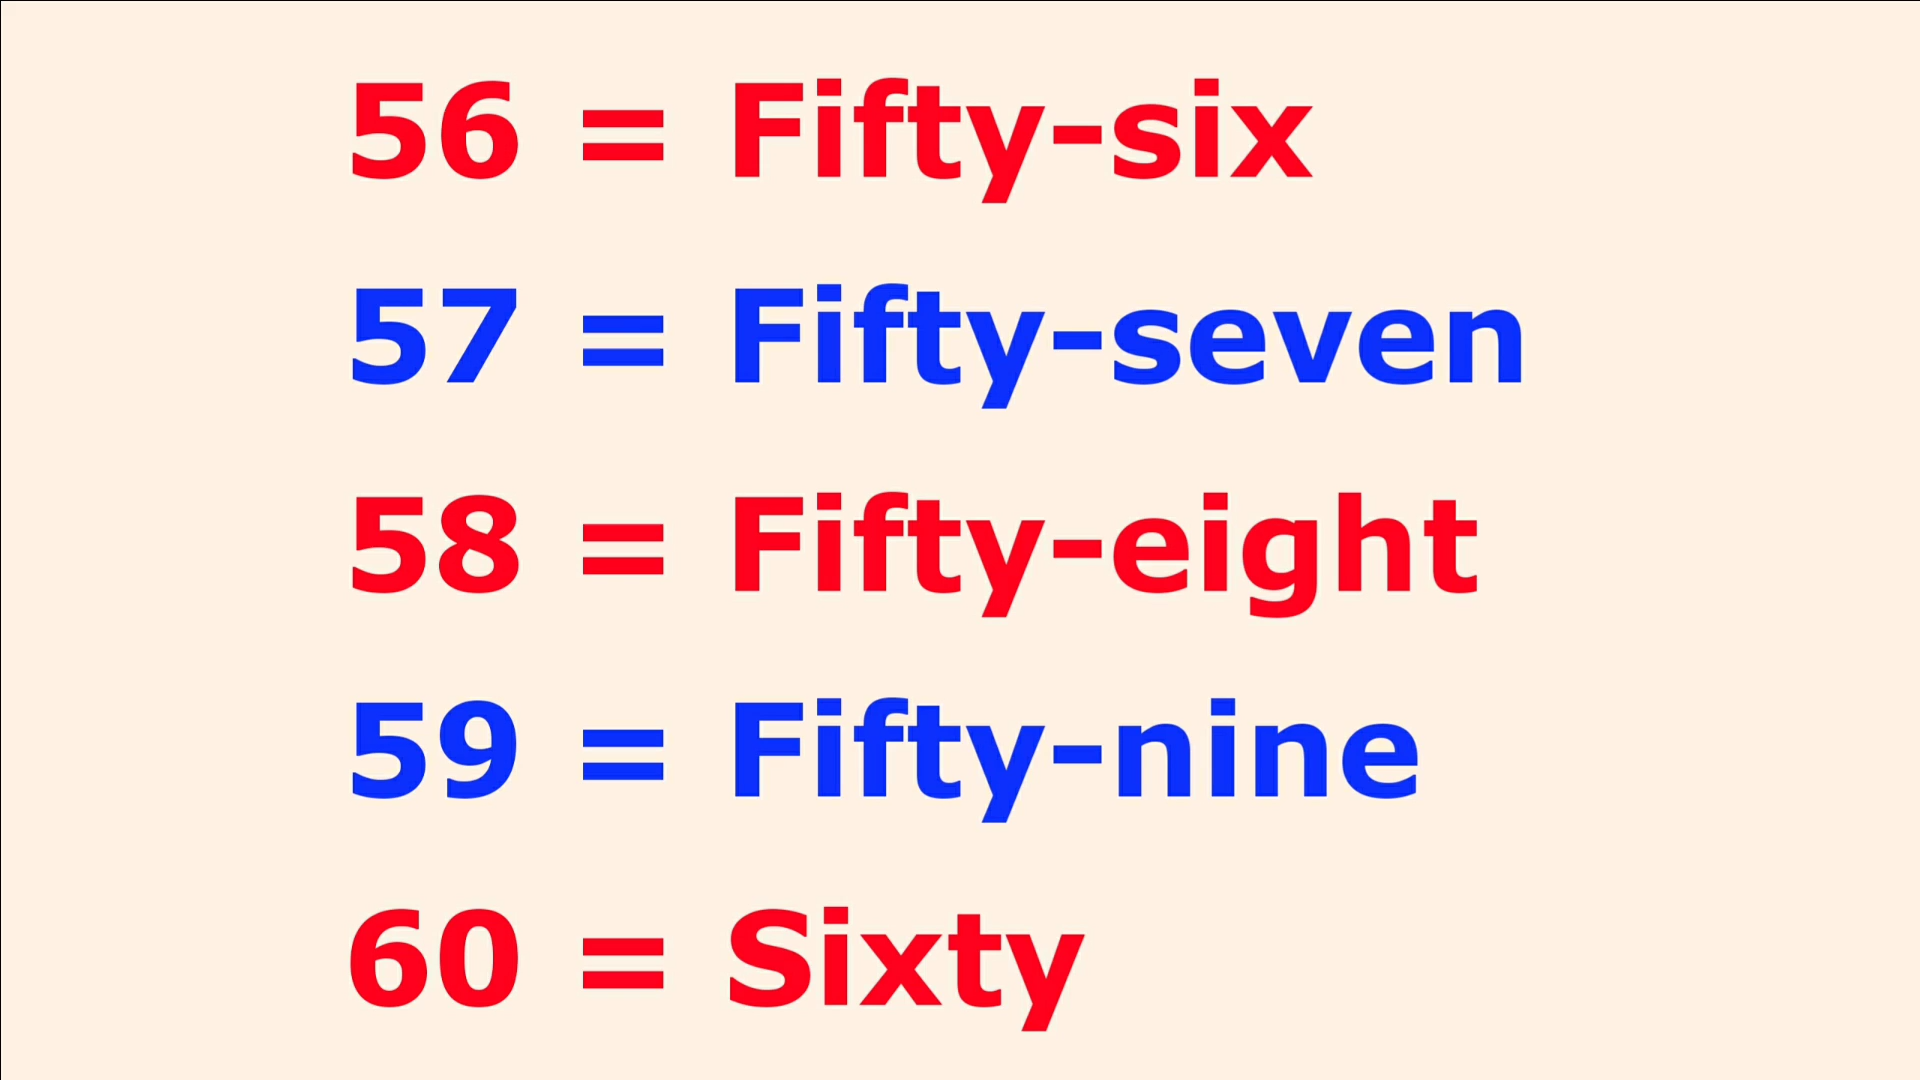 56 = Fifty-six
57 = Fifty-seven
58 = Fifty-eight
59 = Fifty-nine
60 = Sixty